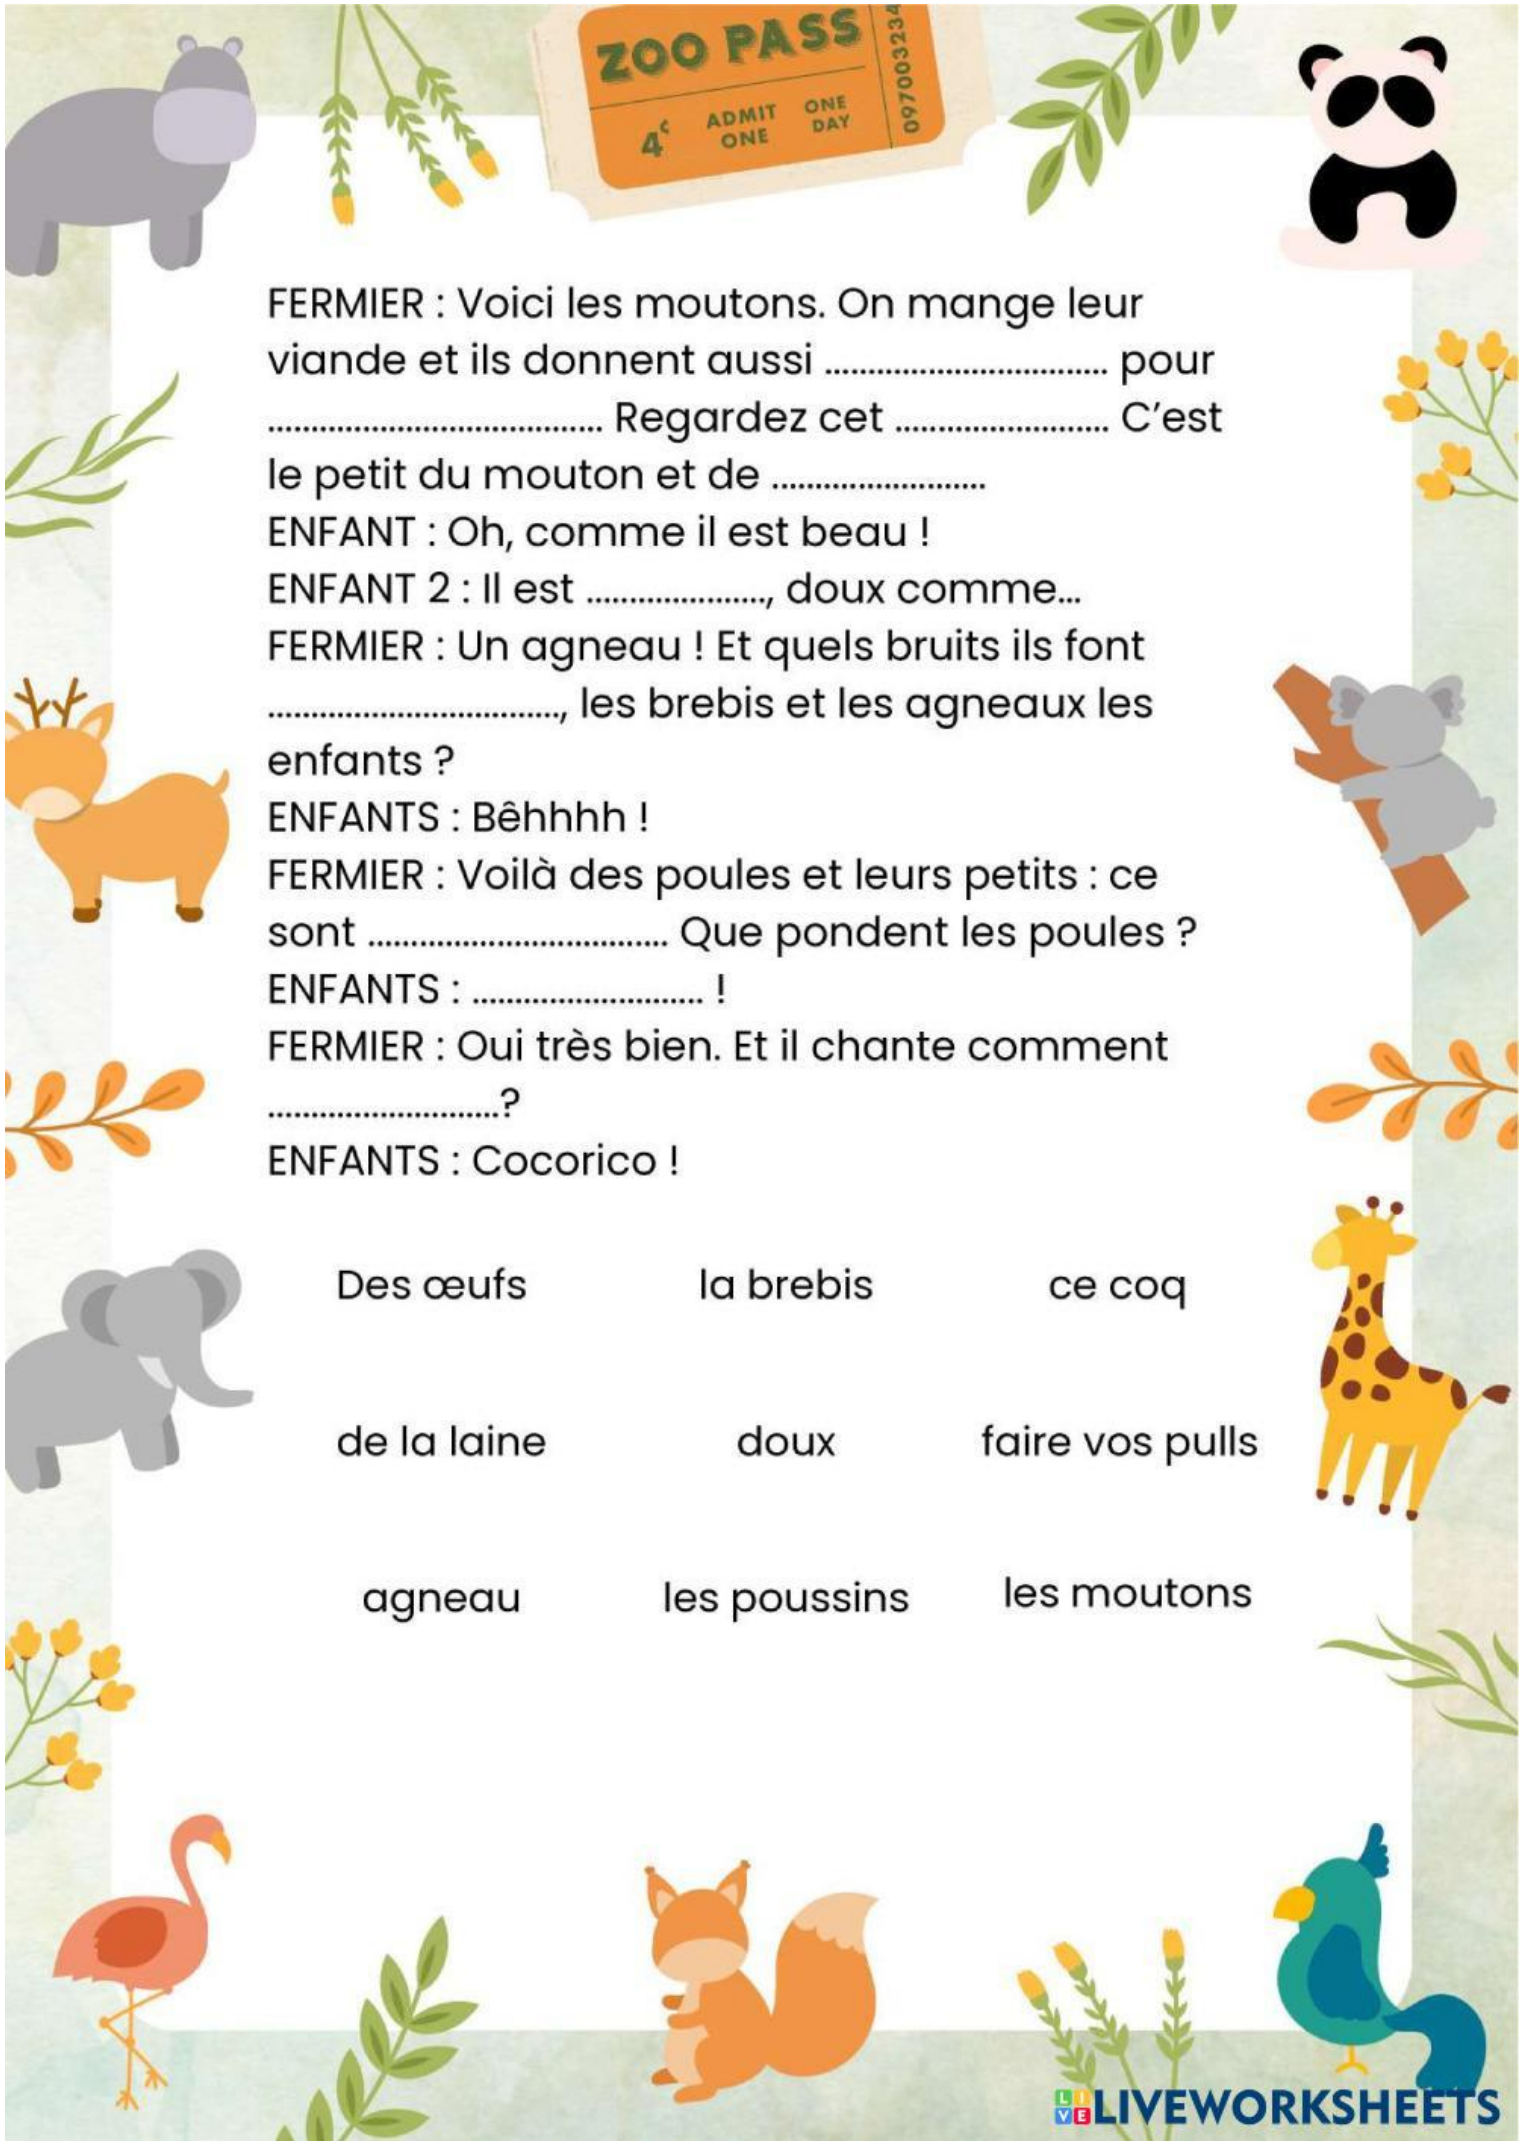 ZOO PASS
4¢
ADMIT ONE
ONE DAY
FERMIER : Voici les moutons. On mange leur
viande et ils donnent aussi ................................. pour
....................................... Regardez cet ......................... C’est
le petit du mouton et de .........................
ENFANT : Oh, comme il est beau !
ENFANT 2 : Il est ....................., doux comme...
FERMIER : Un agneau ! Et quels bruits ils font
.................................., les brebis et les agneaux les
enfants ?
ENFANTS : Bêhhhh !
FERMIER : Voilà des poules et leurs petits : ce
sont ................................... Que pondent les poules ?
ENFANTS : ........................... !
FERMIER : Oui très bien. Et il chante comment
...........................?
ENFANTS : Cocorico !
Des œufs la brebis ce coq
de la laine doux faire vos pulls
agneau les poussins les moutons
LIVE LIVEWORKSHEETS